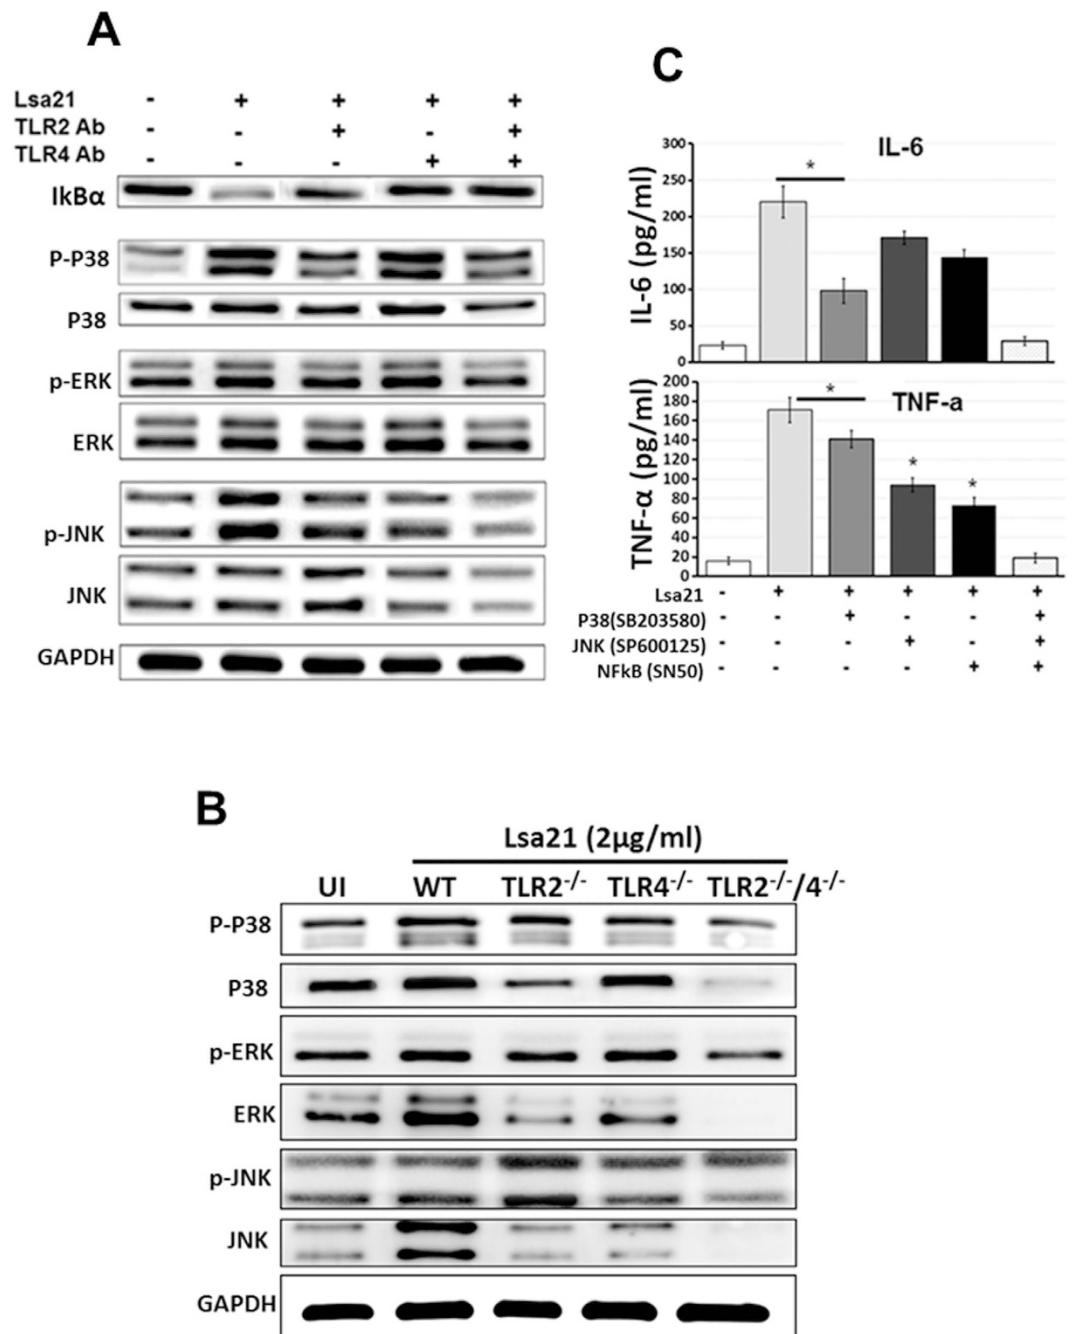 A
Lsa21 - + + + +
TLR2 Ab - - + - +
TLR4 Ab - - - + +
IkBα
P-P38
P38
p-ERK
ERK
p-JNK
JNK
GAPDH
C
IL-6
IL-6 (pg/ml)
300
250
200
150
100
50
0
*
TNF-a
TNF-α (pg/ml)
200
180
160
140
120
100
80
60
40
20
0
*
*
*
Lsa21 - + + + + +
P38(SB203580) - - + - - +
JNK (SP600125) - - - + - +
NFkB (SN50) - - - - + +
B
Lsa21 (2µg/ml)
UI WT TLR2-/- TLR4-/- TLR2-/-/4-/-
P-P38
P38
p-ERK
ERK
p-JNK
JNK
GAPDH